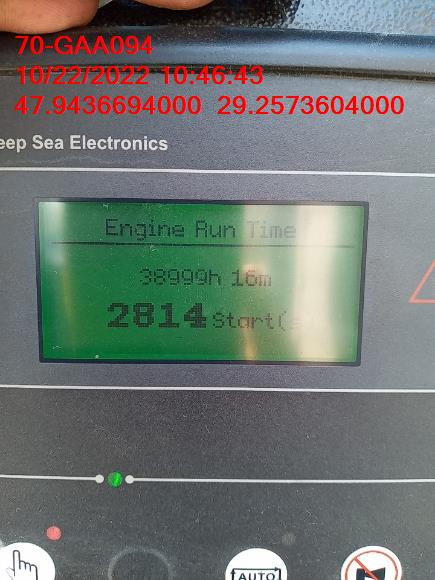 70-GAA094
10/22/2022 10:46:43
47.9436694000 29.2573604000
eep Sea Electronics
Engine Run Time
38999h 16m
2814 Start(s
AUTO